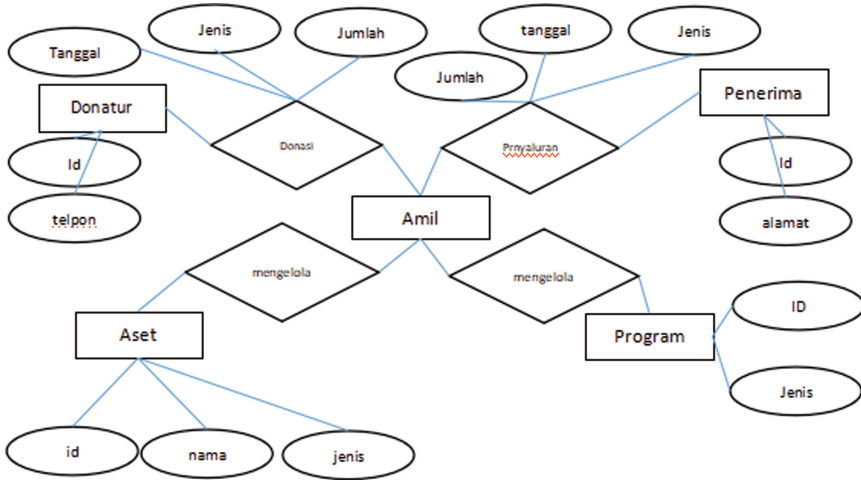 Tanggal
Jenis
Jumlah
tanggal
Jenis
Jumlah
Donatur
Penerima
Donasi
Prnyaluran
Id
Id
telpon
Amil
alamat
mengelola
mengelola
ID
Aset
Program
Jenis
id
nama
jenis